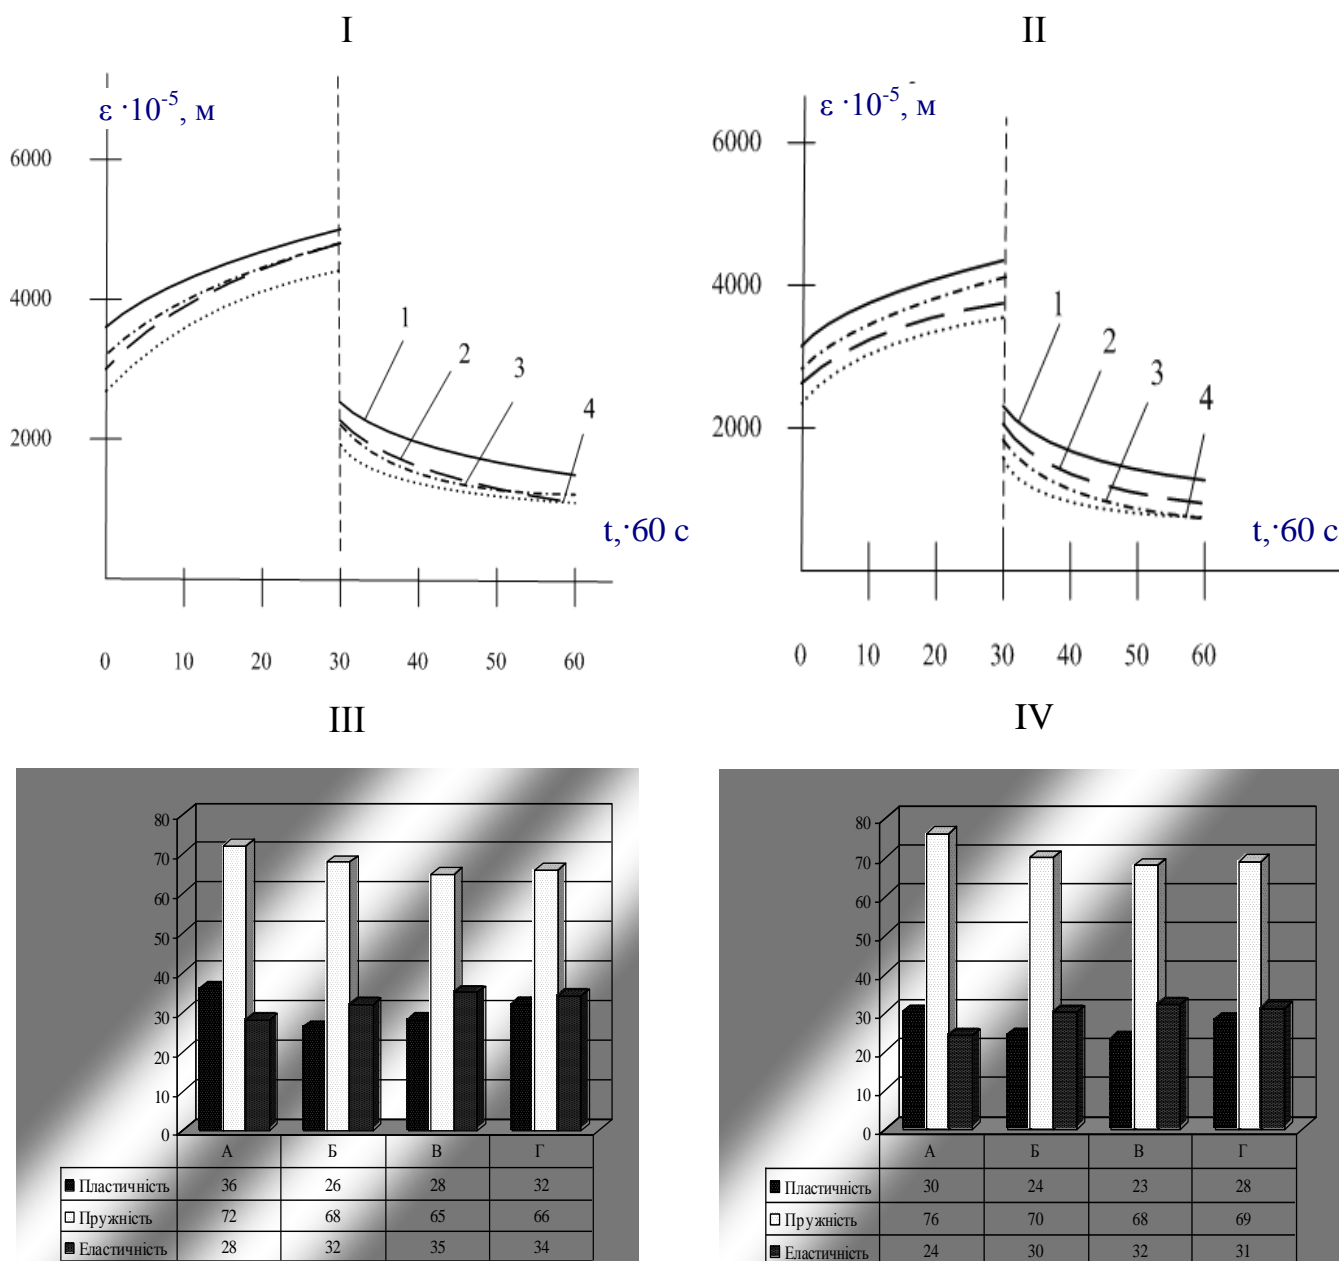 I
ε ·10⁻⁵, м
6000
4000
2000
1
2
3
4
t,·60 с
0 10 20 30 40 50 60
II
ε ·10⁻⁵, м
6000
4000
2000
1
2
3
4
t,·60 с
0 10 20 30 40 50 60
III
80
70
60
50
40
30
20
10
0
А Б В Г
Пластичність 36 26 28 32
Пружність 72 68 65 66
Еластичність 28 32 35 34
IV
80
70
60
50
40
30
20
10
0
А Б В Г
Пластичність 30 24 23 28
Пружність 76 70 68 69
Еластичність 24 30 32 31